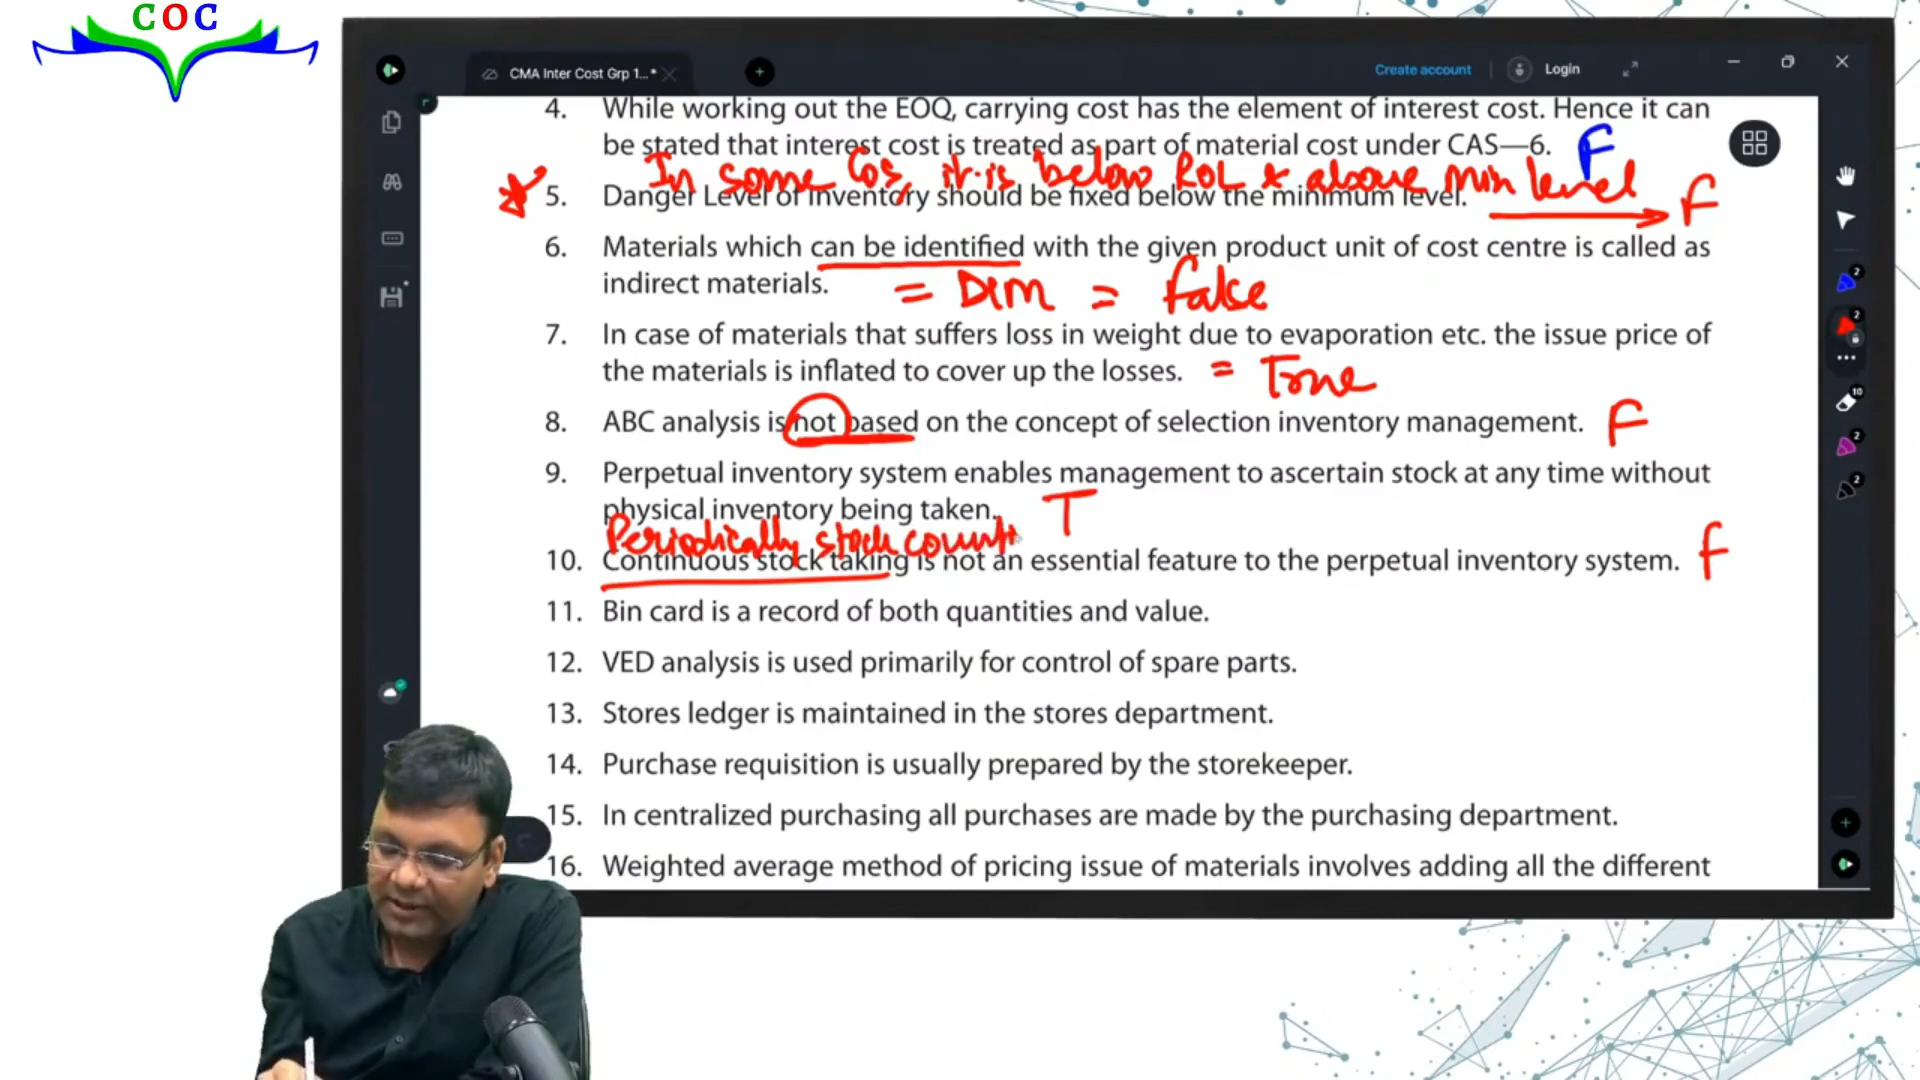 COC
CMA Inter Cost Grp 1...*
Create account
Login
4. While working out the EOQ, carrying cost has the element of interest cost. Hence it can
be stated that interest cost is treated as part of material cost under CAS—6. F
In some Cos, it is below ROL & above min level
5. Danger Level of Inventory should be fixed below the minimum level. F
6. Materials which can be identified with the given product unit of cost centre is called as
indirect materials. = DIM = false
7. In case of materials that suffers loss in weight due to evaporation etc. the issue price of
the materials is inflated to cover up the losses. = True
8. ABC analysis is not based on the concept of selection inventory management. F
9. Perpetual inventory system enables management to ascertain stock at any time without
physical inventory being taken. T
Periodically stock count
10. Continuous stock taking is not an essential feature to the perpetual inventory system. F
11. Bin card is a record of both quantities and value.
12. VED analysis is used primarily for control of spare parts.
13. Stores ledger is maintained in the stores department.
14. Purchase requisition is usually prepared by the storekeeper.
15. In centralized purchasing all purchases are made by the purchasing department.
16. Weighted average method of pricing issue of materials involves adding all the different
2
2
10
2
2